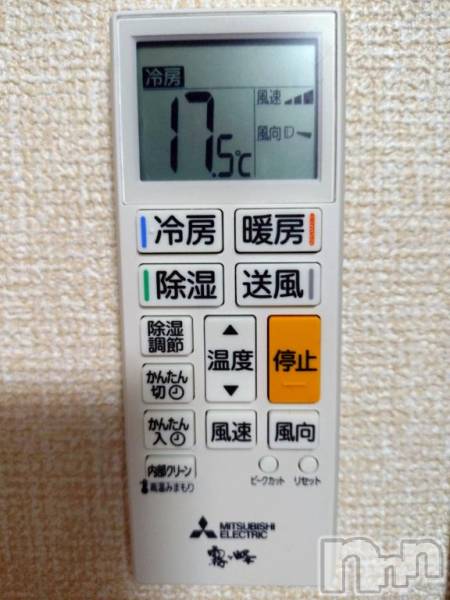 冷房
風速
17.5℃
風向
冷房
暖房
除湿
送風
除湿
調節
温度
停止
かんたん
切
かんたん
入
風速
風向
内部クリーン
高温みまもり
ピークカット
リセット
MITSUBISHI
ELECTRIC
霧ヶ峰